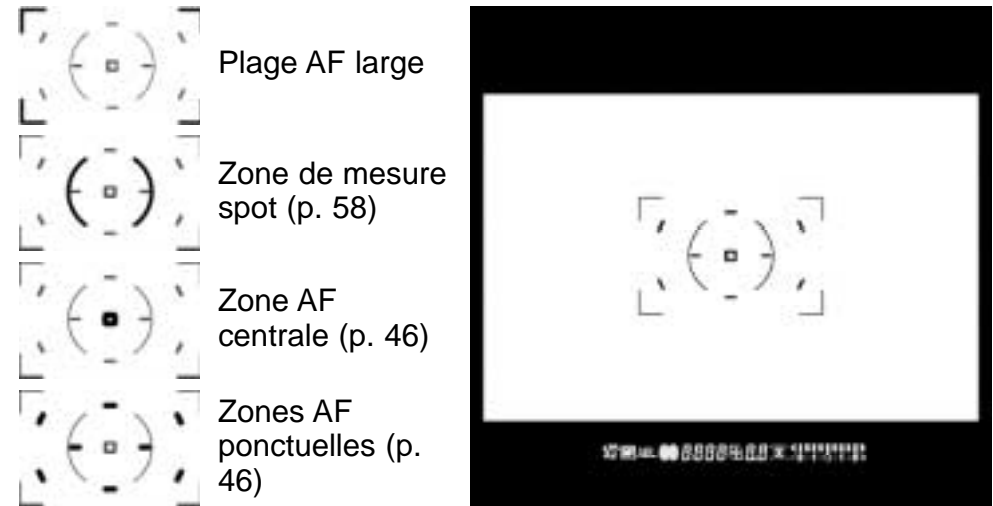 Plage AF large
Zone de mesure
spot (p. 58)
Zone AF
centrale (p. 46)
Zones AF
ponctuelles (p.
46)